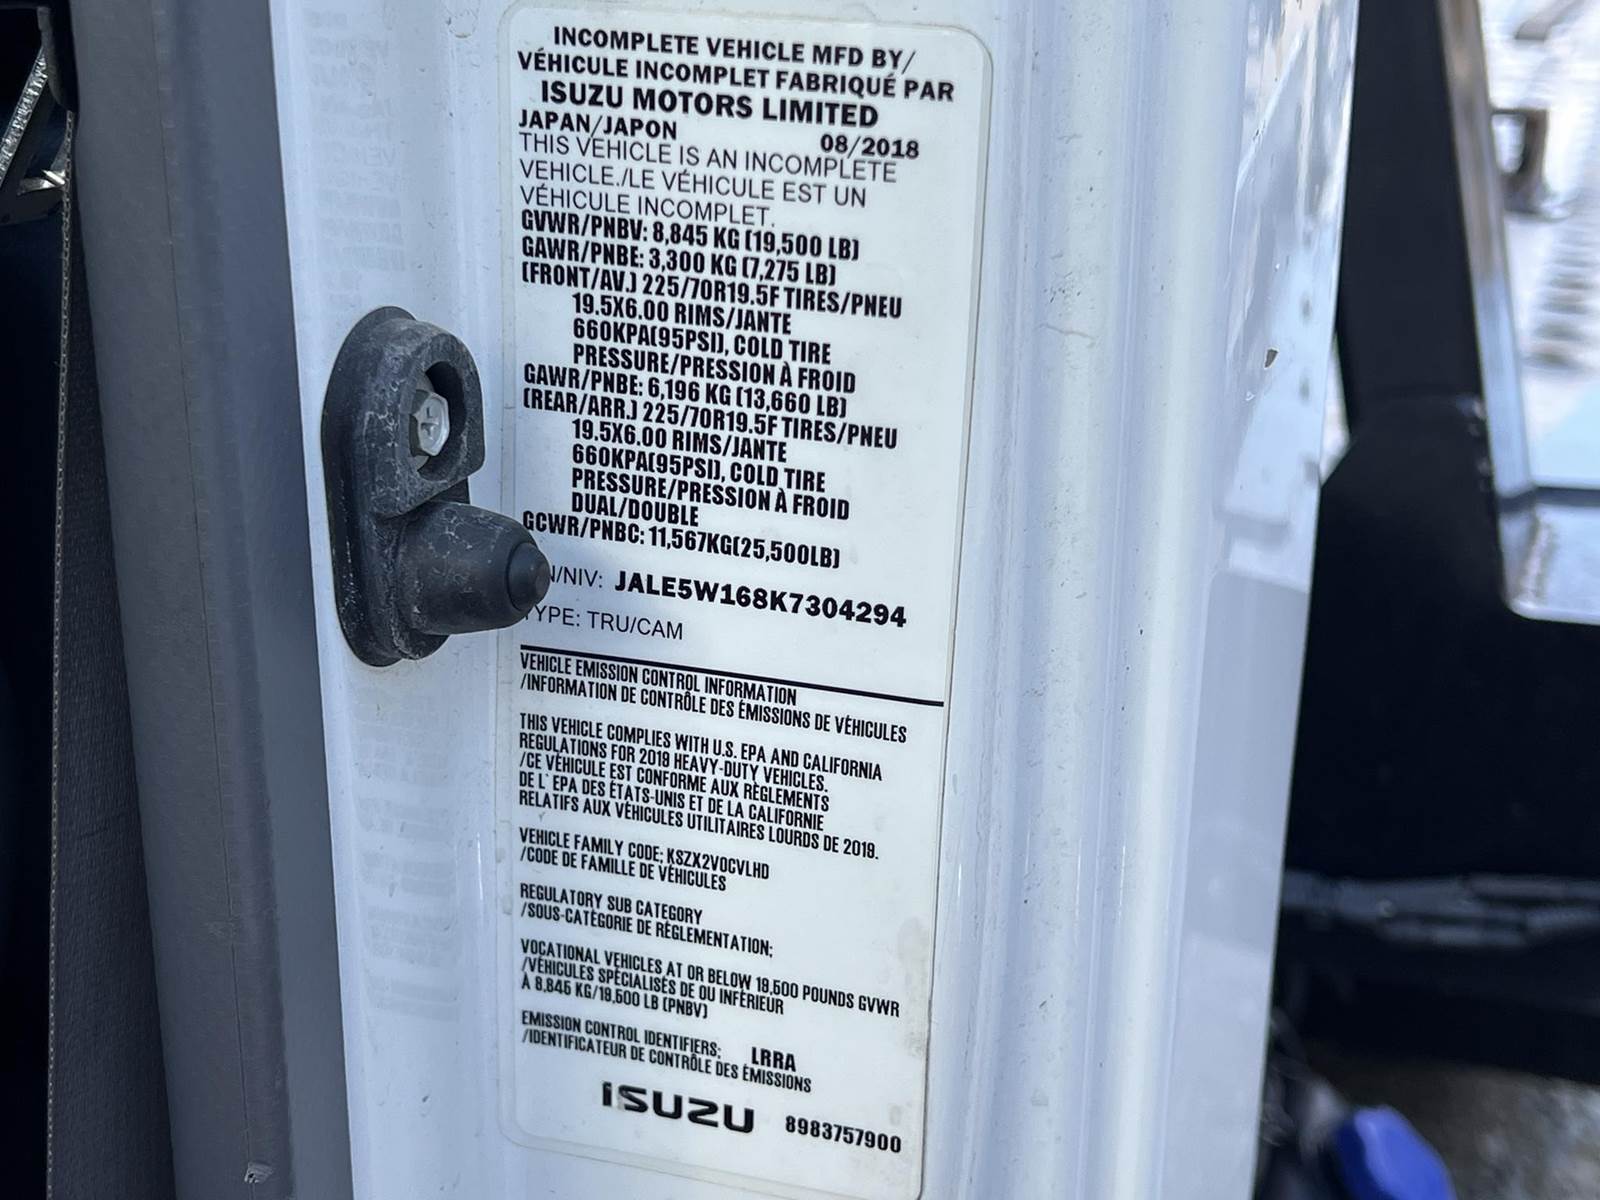 INCOMPLETE VEHICLE MFD BY/
VÉHICULE INCOMPLET FABRIQUÉ PAR
ISUZU MOTORS LIMITED
JAPAN/JAPON 08/2018
THIS VEHICLE IS AN INCOMPLETE
VEHICLE./LE VÉHICULE EST UN
VÉHICULE INCOMPLET.
GVWR/PNBV: 8,845 KG (19,500 LB)
GAWR/PNBE: 3,300 KG (7,275 LB)
(FRONT/AV.) 225/70R19.5F TIRES/PNEU
19.5X6.00 RIMS/JANTE
660KPA(95PSI), COLD TIRE
PRESSURE/PRESSION À FROID
GAWR/PNBE: 6,196 KG (13,660 LB)
(REAR/ARR.) 225/70R19.5F TIRES/PNEU
19.5X6.00 RIMS/JANTE
660KPA(95PSI), COLD TIRE
PRESSURE/PRESSION À FROID
DUAL/DOUBLE
GCWR/PNBC: 11,567KG(25,500LB)
N/NIV: JALE5W168K7304294
TYPE: TRU/CAM
VEHICLE EMISSION CONTROL INFORMATION
/INFORMATION DE CONTRÔLE DES ÉMISSIONS DE VÉHICULES
THIS VEHICLE COMPLIES WITH U.S. EPA AND CALIFORNIA
REGULATIONS FOR 2019 HEAVY-DUTY VEHICLES.
/CE VÉHICULE EST CONFORME AUX RÈGLEMENTS
DE L'EPA DES ÉTATS-UNIS ET DE LA CALIFORNIE
RELATIFS AUX VÉHICULES UTILITAIRES LOURDS DE 2019.
VEHICLE FAMILY CODE: KSZX2VOCVLHD
/CODE DE FAMILLE DE VÉHICULES
REGULATORY SUB CATEGORY
/SOUS-CATÉGORIE DE RÉGLEMENTATION:
VOCATIONAL VEHICLES AT OR BELOW 19,500 POUNDS GVWR
/VÉHICULES SPÉCIALISÉS DE OU INFÉRIEUR
À 8,845 KG/19,500 LB (PNBV)
EMISSION CONTROL IDENTIFIERS: LRRA
/IDENTIFICATEUR DE CONTRÔLE DES ÉMISSIONS
ISUZU 8983757900